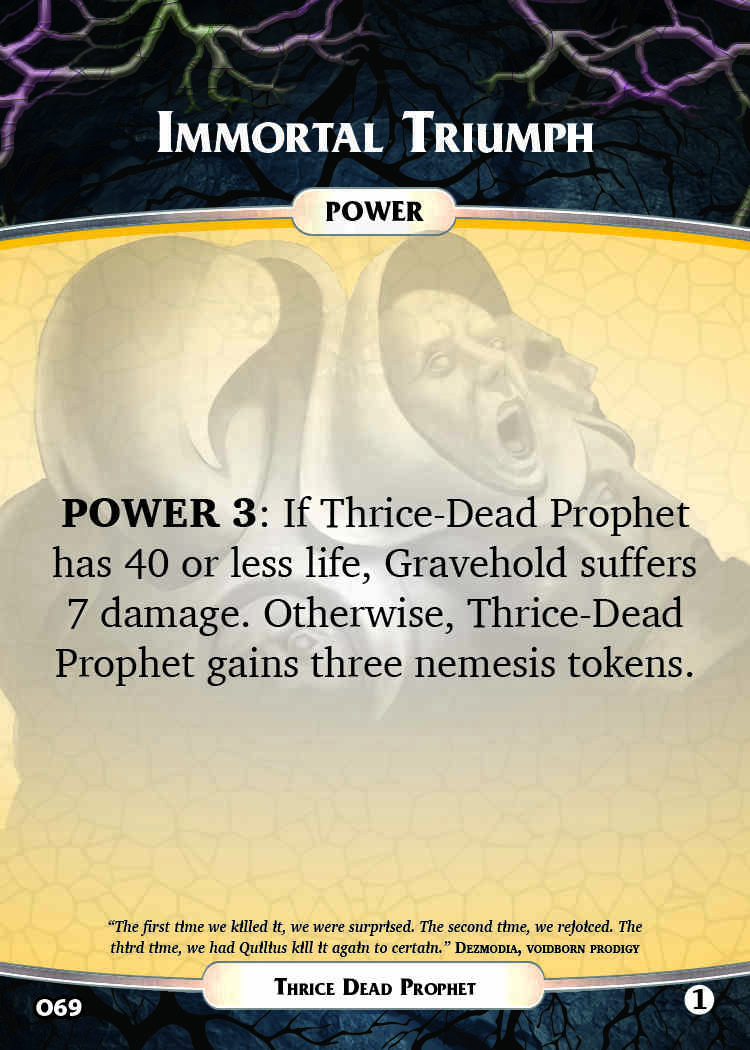 Immortal Triumph
POWER
POWER 3: If Thrice-Dead Prophet
has 40 or less life, Gravehold suffers
7 damage. Otherwise, Thrice-Dead
Prophet gains three nemesis tokens.
“The first time we killed it, we were surprised. The second time, we rejoiced. The
third time, we had Quilius kill it again to certain.” Dezmodia, voidborn prodigy
Thrice Dead Prophet
O69
1